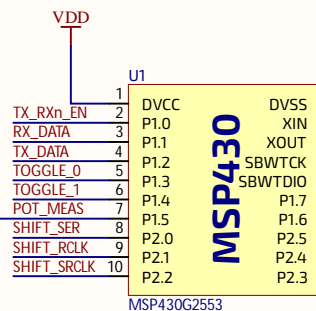 VDD
U1
1 DVCC DVSS
TX_RXn_EN 2 P1.0 XIN
RX_DATA 3 P1.1 XOUT
TX_DATA 4 P1.2 SBWTCK
TOGGLE_0 5 P1.3 SBWTDIO
TOGGLE_1 6 P1.4 P1.7
POT_MEAS 7 P1.5 P1.6
SHIFT_SER 8 P2.0 P2.5
SHIFT_RCLK 9 P2.1 P2.4
SHIFT_SRCLK 10 P2.2 P2.3
MSP430
MSP430G2553